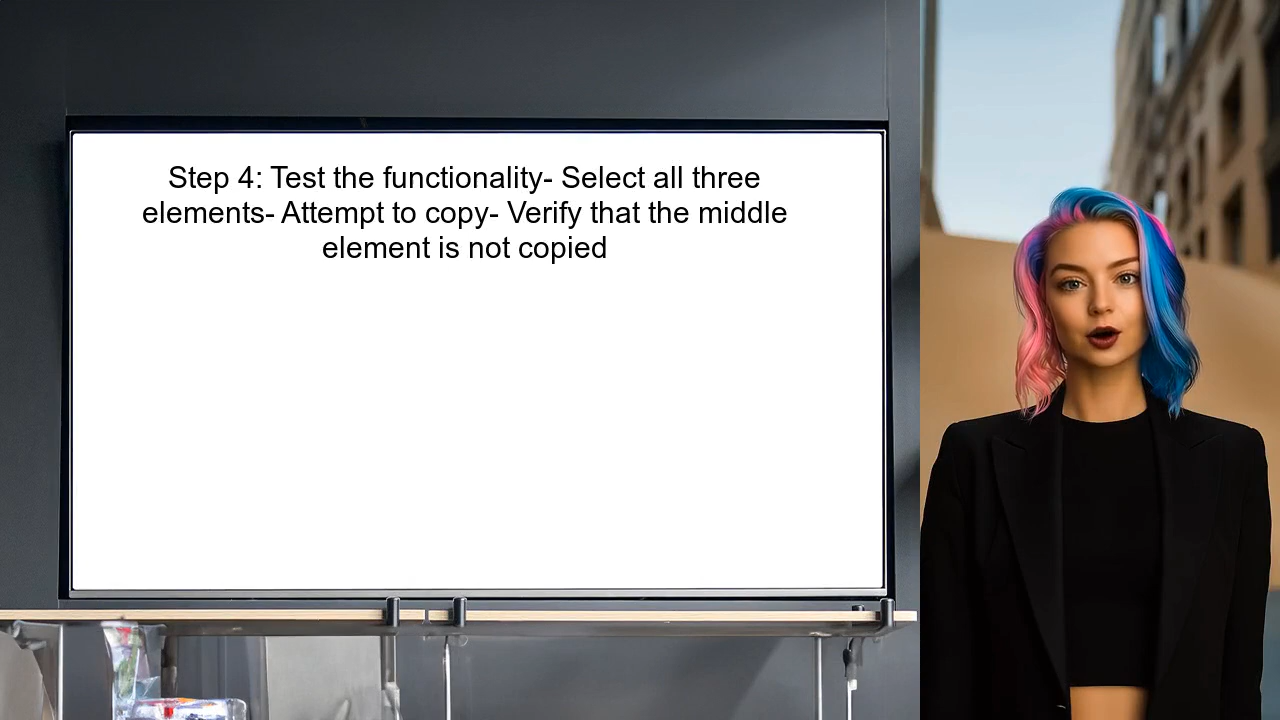 Step 4: Test the functionality- Select all three
elements- Attempt to copy- Verify that the middle
element is not copied